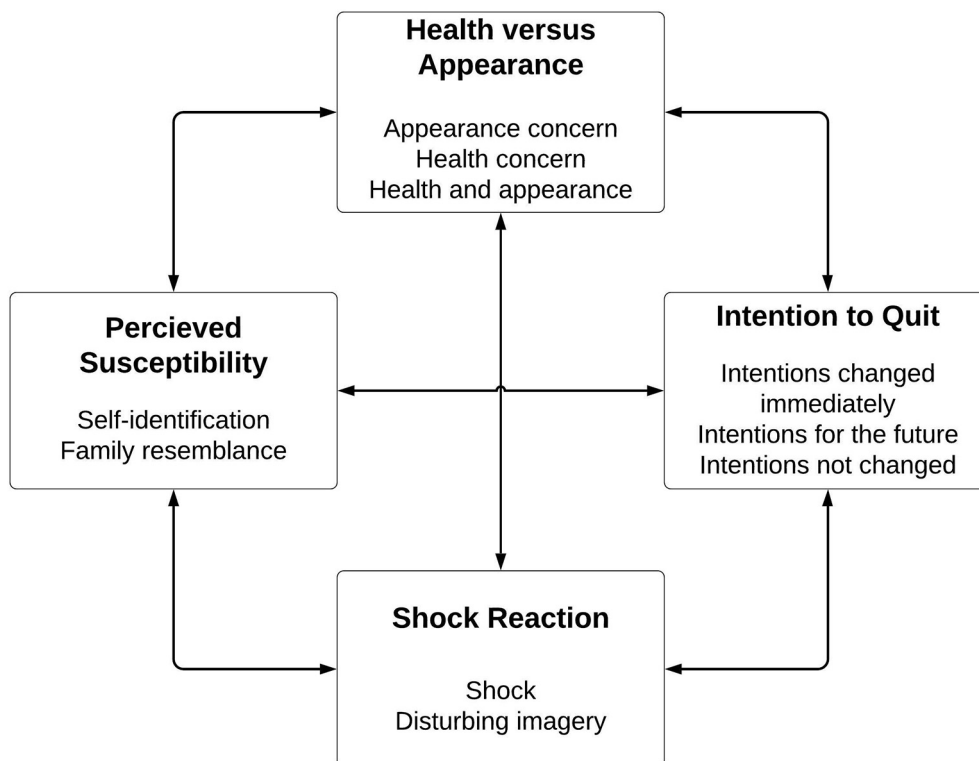 Health versus
Appearance
Appearance concern
Health concern
Health and appearance
Percieved
Susceptibility
Self-identification
Family resemblance
Intention to Quit
Intentions changed
immediately
Intentions for the future
Intentions not changed
Shock Reaction
Shock
Disturbing imagery